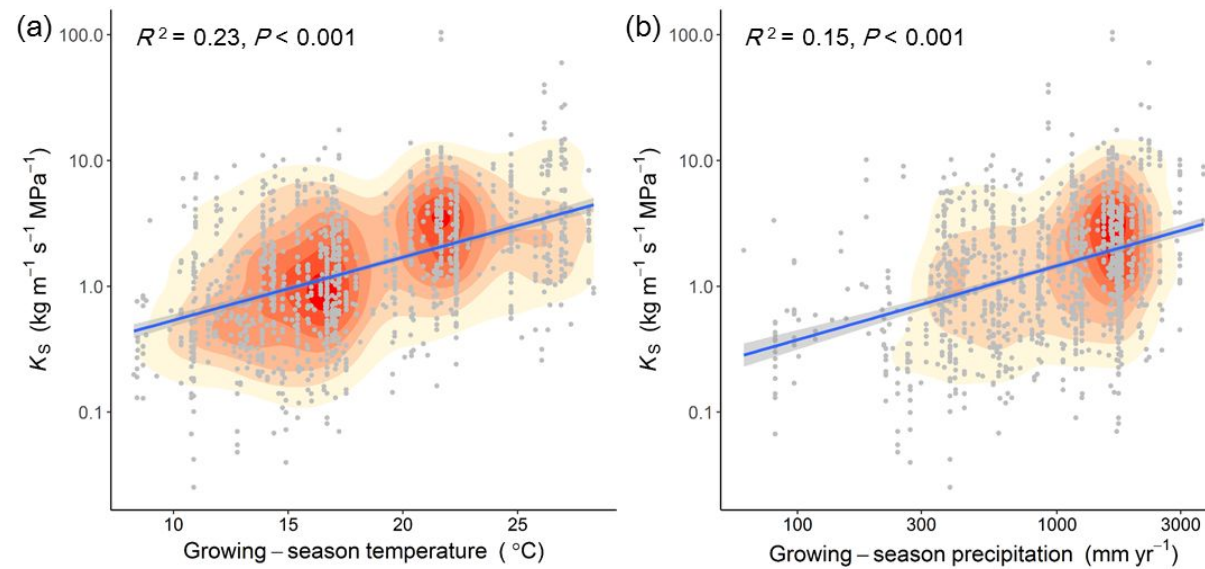 (a)
R² = 0.23, P < 0.001
100.0
10.0
1.0
0.1
K_S (kg m⁻¹ s⁻¹ MPa⁻¹)
10
15
20
25
Growing–season temperature (°C)
(b)
R² = 0.15, P < 0.001
100.0
10.0
1.0
0.1
K_S (kg m⁻¹ s⁻¹ MPa⁻¹)
100
300
1000
3000
Growing–season precipitation (mm yr⁻¹)